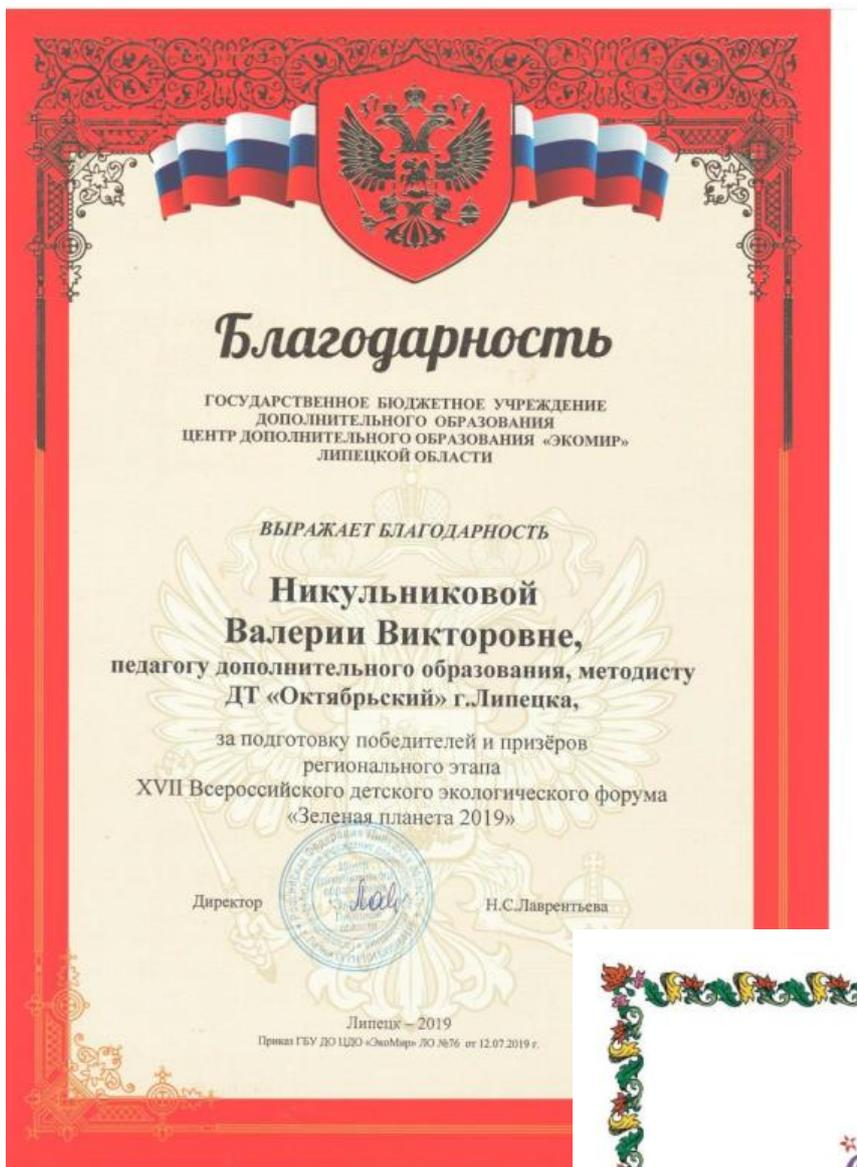 Благодарность
ГОСУДАРСТВЕННОЕ БЮДЖЕТНОЕ УЧРЕЖДЕНИЕ
ДОПОЛНИТЕЛЬНОГО ОБРАЗОВАНИЯ
ЦЕНТР ДОПОЛНИТЕЛЬНОГО ОБРАЗОВАНИЯ «ЭКОМИР»
ЛИПЕЦКОЙ ОБЛАСТИ
ВЫРАЖАЕТ БЛАГОДАРНОСТЬ
Никульниковой
Валерии Викторовне,
педагогу дополнительного образования, методисту
ДТ «Октябрьский» г.Липецка,
за подготовку победителей и призёров
регионального этапа
XVII Всероссийского детского экологического форума
«Зеленая планета 2019»
Директор Н.С.Лаврентьева
Липецк – 2019
Приказ ГБУ ДО ЦДО «ЭкоМир» ЛО №76 от 12.07.2019 г.